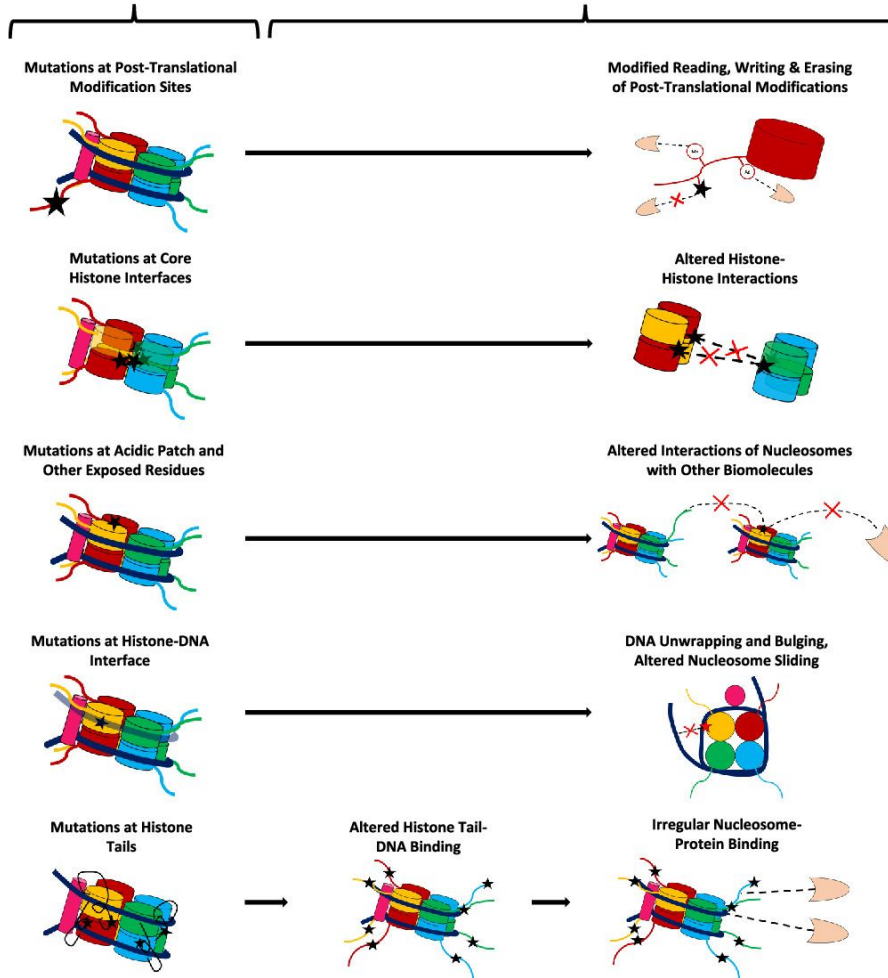 Mutations at Post-Translational
Modification Sites
Modified Reading, Writing & Erasing
of Post-Translational Modifications
Mutations at Core
Histone Interfaces
Altered Histone-
Histone Interactions
Mutations at Acidic Patch and
Other Exposed Residues
Altered Interactions of Nucleosomes
with Other Biomolecules
Mutations at Histone-DNA
Interface
DNA Unwrapping and Bulging,
Altered Nucleosome Sliding
Mutations at Histone
Tails
Altered Histone Tail-
DNA Binding
Irregular Nucleosome-
Protein Binding